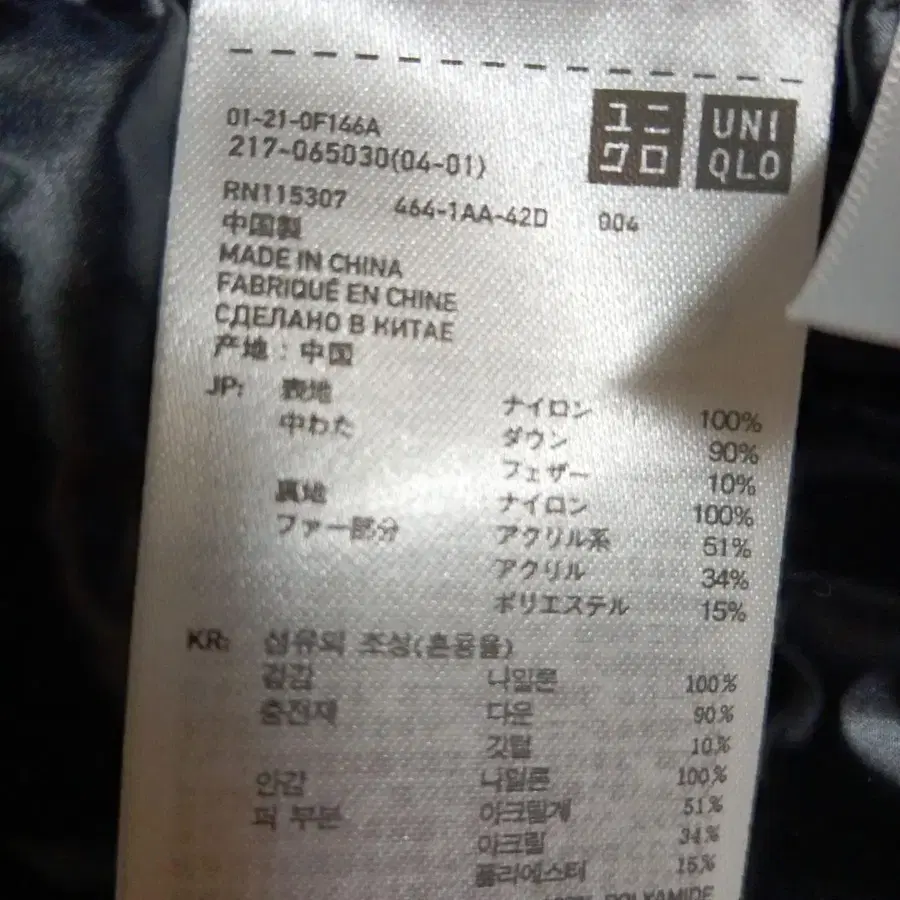 ユニクロ
UNIQLO
01-21-0F146A
217-065030(04-01)
RN115307 464-1AA-42D 004
中国製
MADE IN CHINA
FABRIQUÉ EN CHINE
СДЕЛАНО В КИТАЕ
产地：中国
JP: 表地 ナイロン 100%
中わた ダウン 90%
フェザー 10%
裏地 ナイロン 100%
ファー部分 アクリル系 51%
アクリル 34%
ポリエステル 15%
KR: 섬유의 조성(혼용율)
겉감 나일론 100%
충전재 다운 90%
깃털 10%
안감 나일론 100%
퍼 부분 아크릴계 51%
아크릴 34%
폴리에스터 15%
100% POLYAMIDE